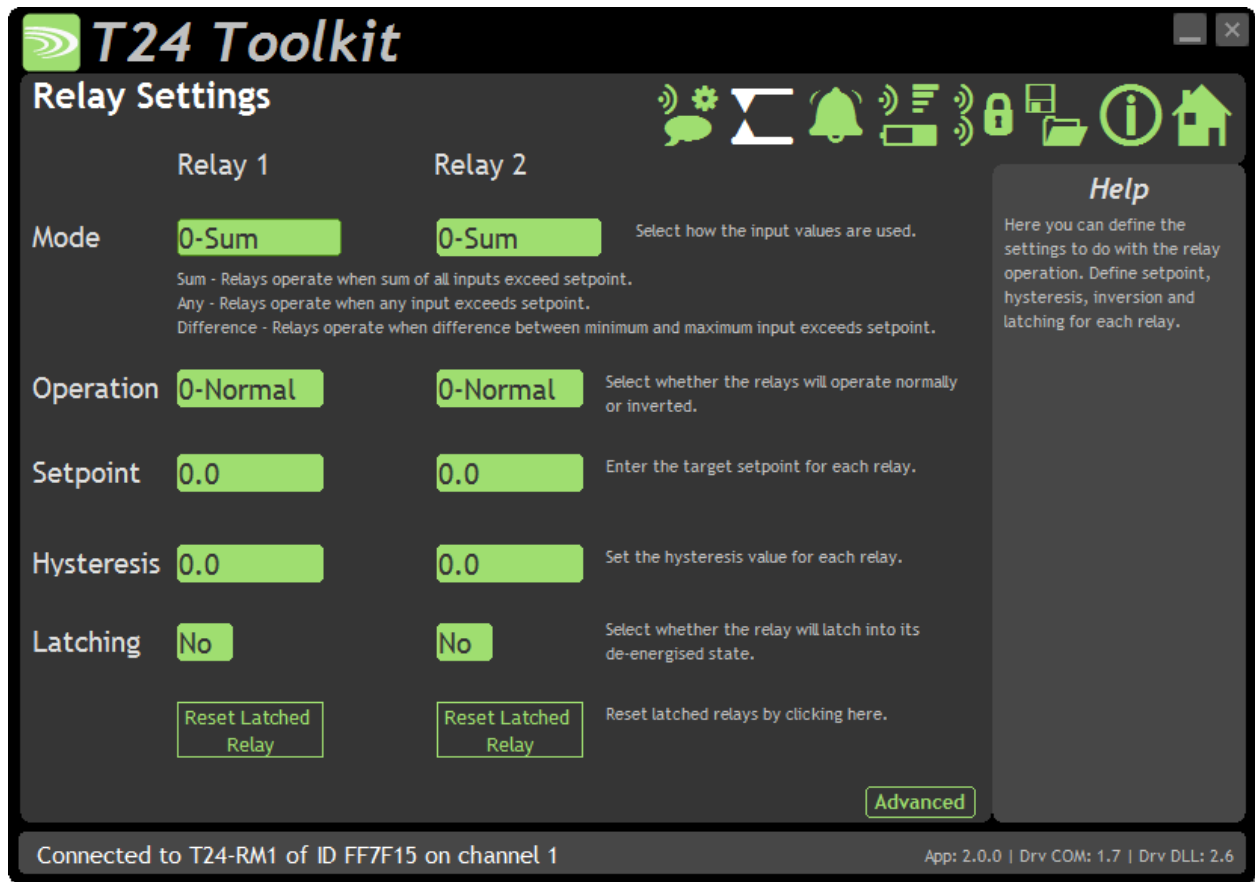 T24 Toolkit
Relay Settings
Relay 1 Relay 2
Mode 0-Sum 0-Sum Select how the input values are used.
Sum - Relays operate when sum of all inputs exceed setpoint.
Any - Relays operate when any input exceeds setpoint.
Difference - Relays operate when difference between minimum and maximum input exceeds setpoint.
Operation 0-Normal 0-Normal Select whether the relays will operate normally
or inverted.
Setpoint 0.0 0.0 Enter the target setpoint for each relay.
Hysteresis 0.0 0.0 Set the hysteresis value for each relay.
Latching No No Select whether the relay will latch into its
de-energised state.
Reset Latched
Relay
Reset Latched
Relay
Reset latched relays by clicking here.
Advanced
Help
Here you can define the
settings to do with the relay
operation. Define setpoint,
hysteresis, inversion and
latching for each relay.
Connected to T24-RM1 of ID FF7F15 on channel 1
App: 2.0.0 | Drv COM: 1.7 | Drv DLL: 2.6